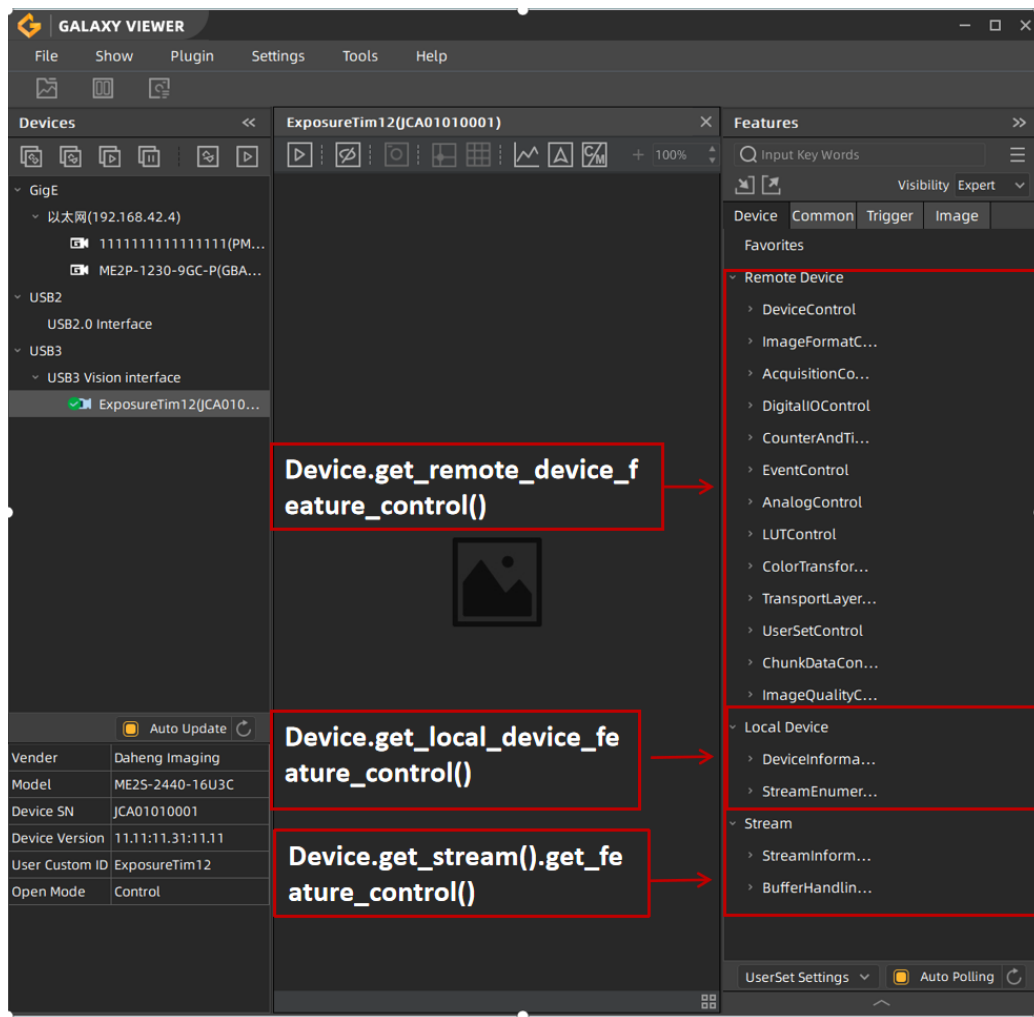 GALAXY VIEWER
File Show Plugin Settings Tools Help
Devices
GigE
以太网(192.168.42.4)
1111111111111111(PM...
ME2P-1230-9GC-P(GBA...
USB2
USB2.0 Interface
USB3
USB3 Vision interface
ExposureTim12(JCA010...
Auto Update
Vender Daheng Imaging
Model ME2S-2440-16U3C
Device SN JCA01010001
Device Version 11.11:11.31:11.11
User Custom ID ExposureTim12
Open Mode Control
ExposureTim12(JCA01010001)
C/M
100%
Device.get_remote_device_f
eature_control()
Device.get_local_device_fe
ature_control()
Device.get_stream().get_fe
ature_control()
Features
Input Key Words
Visibility Expert
Device Common Trigger Image
Favorites
Remote Device
DeviceControl
ImageFormatC...
AcquisitionCo...
DigitalIOControl
CounterAndTi...
EventControl
AnalogControl
LUTControl
ColorTransfor...
TransportLayer...
UserSetControl
ChunkDataCon...
ImageQualityC...
Local Device
DeviceInforma...
StreamEnumer...
Stream
StreamInform...
BufferHandlin...
UserSet Settings Auto Polling